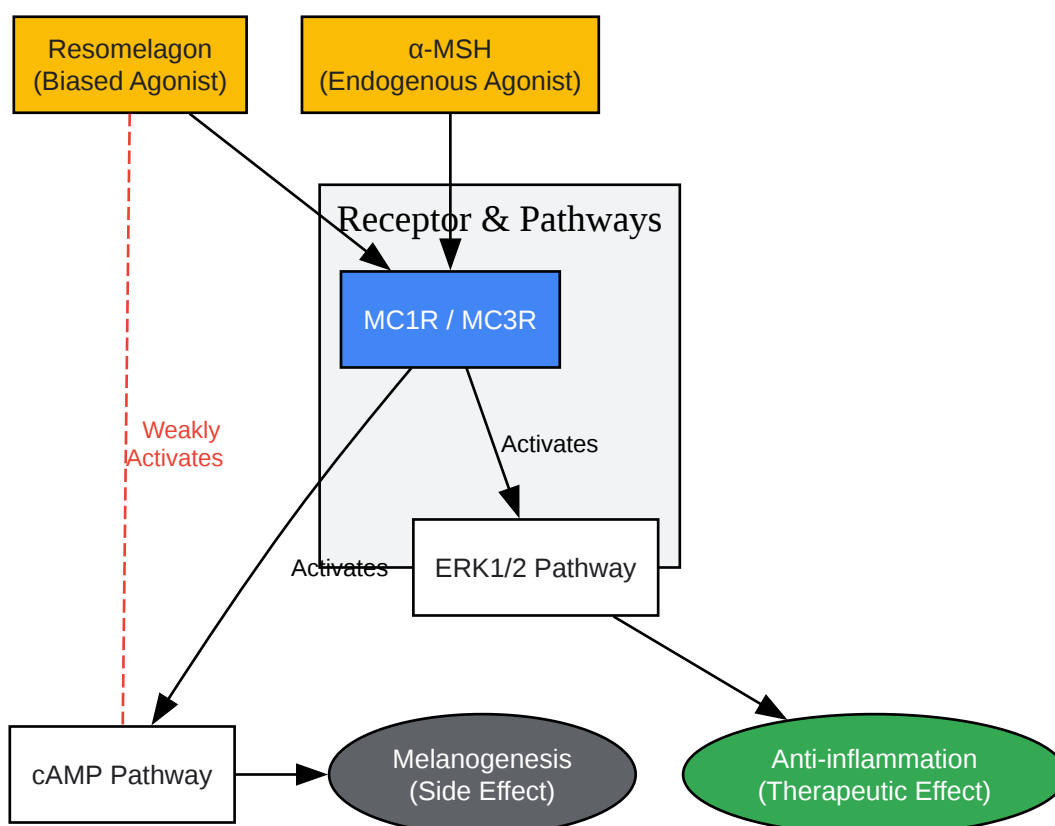 Resomelagon
(Biased Agonist)
α-MSH
(Endogenous Agonist)
Receptor & Pathways
MC1R / MC3R
Weakly
Activates
Activates
Activates
ERK1/2 Pathway
cAMP Pathway
Melanogenesis
(Side Effect)
Anti-inflammation
(Therapeutic Effect)